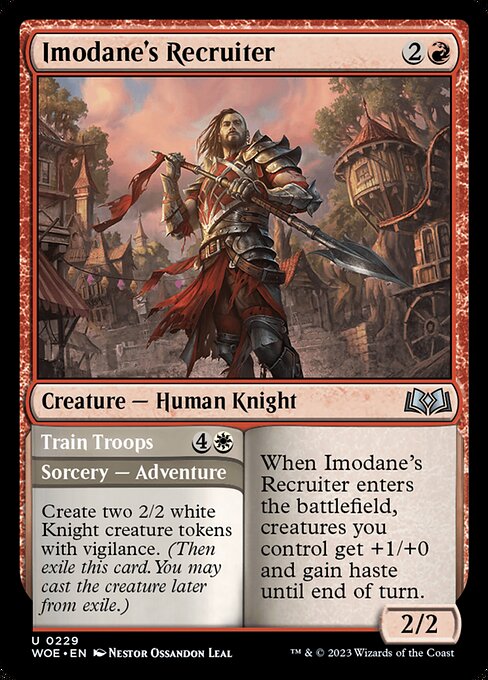 Imodane's Recruiter 2
Creature — Human Knight
Train Troops 4
Sorcery — Adventure
Create two 2/2 white
Knight creature tokens
with vigilance. (Then
exile this card. You may
cast the creature later
from exile.)
When Imodane's
Recruiter enters
the battlefield,
creatures you
control get +1/+0
and gain haste
until end of turn.
2/2
U 0229
WOE • EN Nestor Ossandon Leal
™ & © 2023 Wizards of the Coast